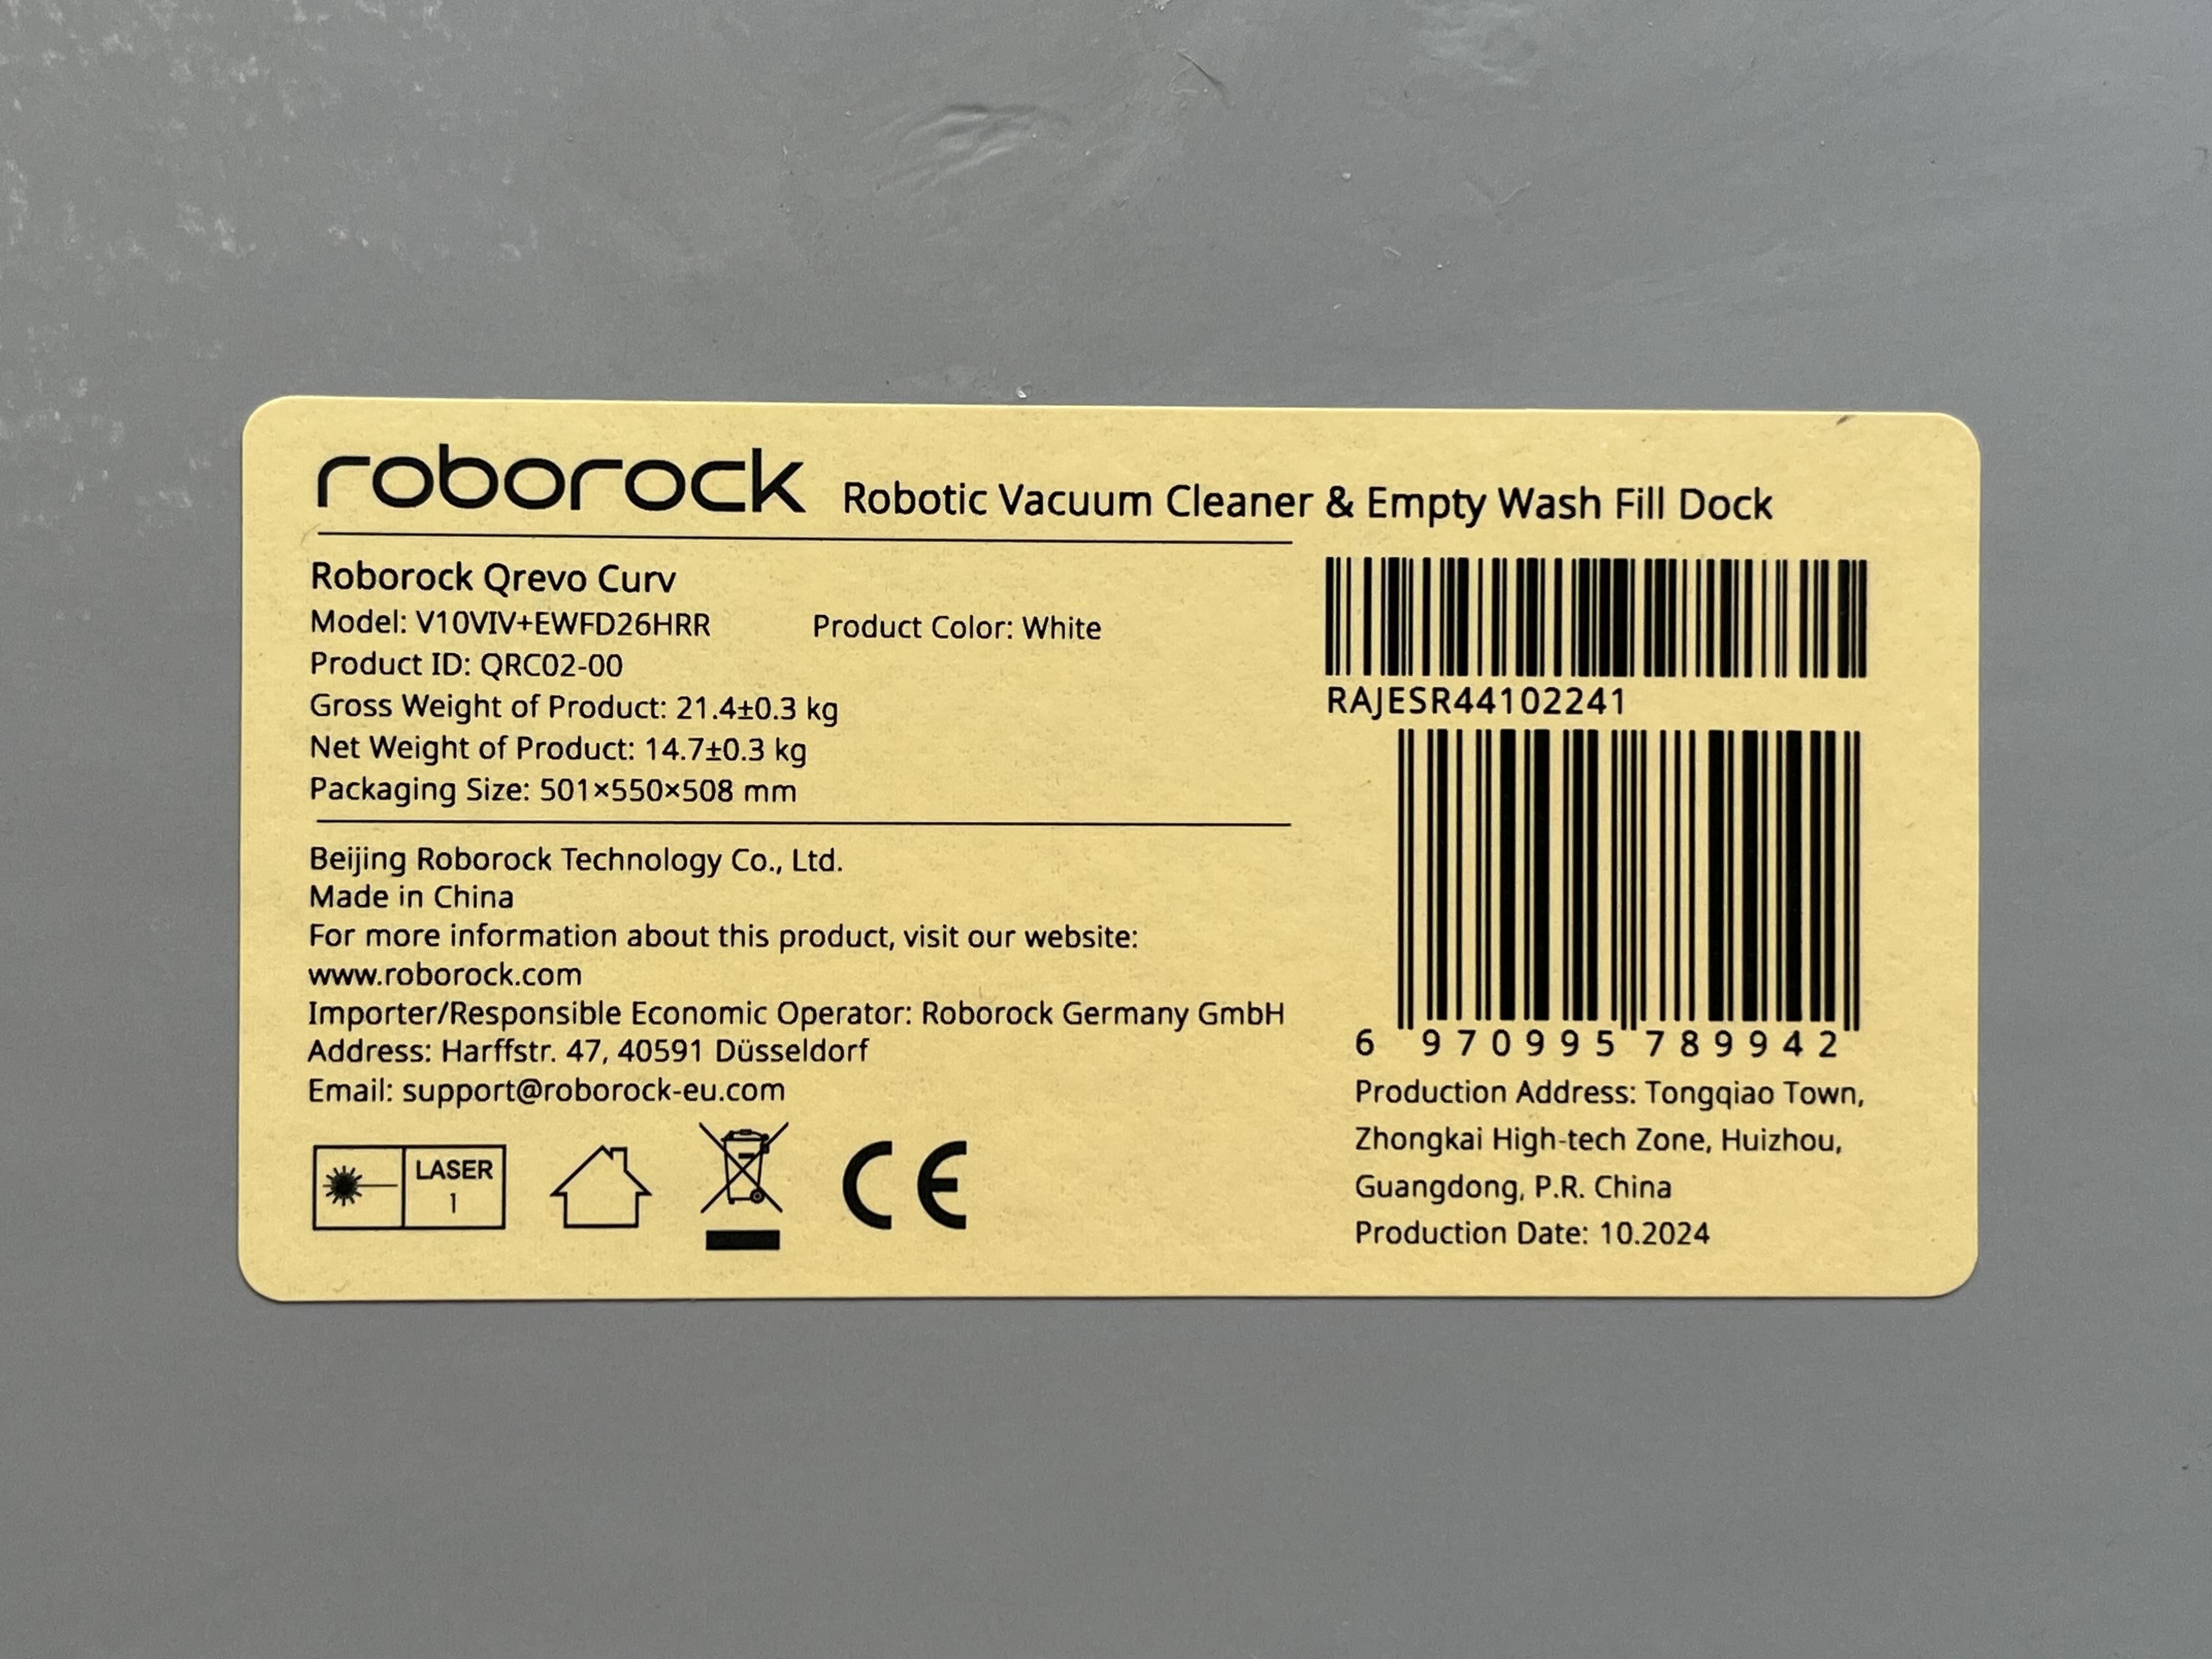 roborock Robotic Vacuum Cleaner & Empty Wash Fill Dock
Roborock Qrevo Curv
Model: V10VIV+EWFD26HRR Product Color: White
Product ID: QRC02-00
Gross Weight of Product: 21.4±0.3 kg
Net Weight of Product: 14.7±0.3 kg
Packaging Size: 501×550×508 mm
Beijing Roborock Technology Co., Ltd.
Made in China
For more information about this product, visit our website:
www.roborock.com
Importer/Responsible Economic Operator: Roborock Germany GmbH
Address: Harffstr. 47, 40591 Düsseldorf
Email: support@roborock-eu.com
LASER
1
CE
RAJESR44102241
6 970995 789942
Production Address: Tongqiao Town,
Zhongkai High-tech Zone, Huizhou,
Guangdong, P.R. China
Production Date: 10.2024